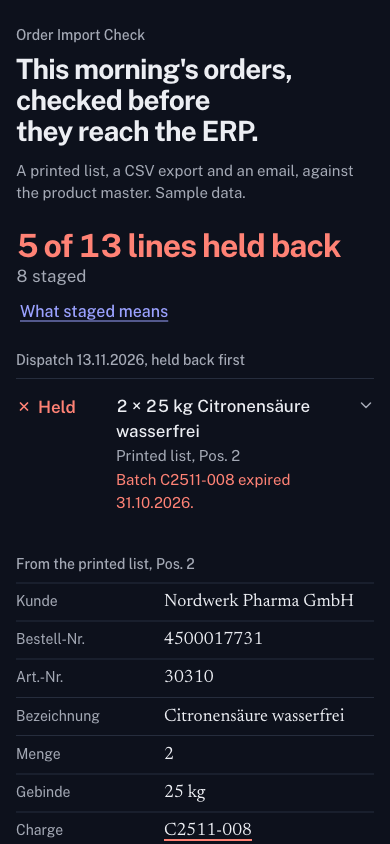 Order Import Check
This morning's orders,
checked before
they reach the ERP.
A printed list, a CSV export and an email, against
the product master. Sample data.
5 of 13 lines held back
8 staged
What staged means
Dispatch 13.11.2026, held back first
× Held
2 × 25 kg Citronensäure
wasserfrei
Printed list, Pos. 2
Batch C2511-008 expired
31.10.2026.
From the printed list, Pos. 2
Kunde Nordwerk Pharma GmbH
Bestell-Nr. 4500017731
Art.-Nr. 30310
Bezeichnung Citronensäure wasserfrei
Menge 2
Gebinde 25 kg
Charge C2511-008